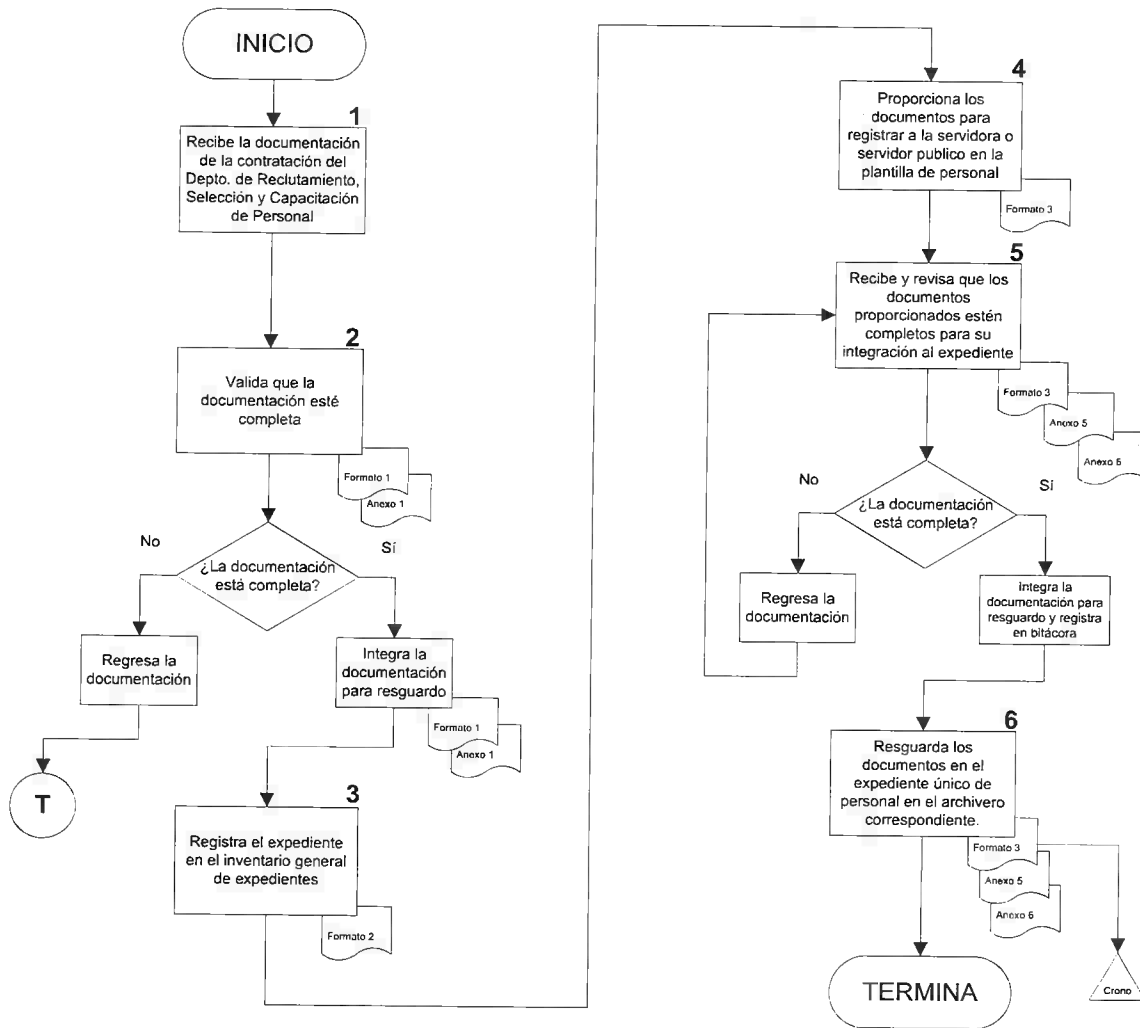 INICIO
1
Recibe la documentación
de la contratación del
Depto. de Reclutamiento,
Selección y Capacitación
de Personal
2
Valida que la
documentación esté
completa
Formato 1
Anexo 1
No
Sí
¿La documentación
está completa?
Regresa la
documentación
Integra la
documentación
para resguardo
Formato 1
Anexo 1
T
3
Registra el expediente
en el inventario general
de expedientes
Formato 2
4
Proporciona los
documentos para
registrar a la servidora o
servidor publico en la
plantilla de personal
Formato 3
5
Recibe y revisa que los
documentos
proporcionados estén
completos para su
integración al expediente
Formato 3
Anexo 5
Anexo 6
No
Sí
¿La documentación
está completa?
Regresa la
documentación
Integra la
documentación para
resguardo y registra
en bitácora
6
Resguarda los
documentos en el
expediente único de
personal en el archivero
correspondiente.
Formato 3
Anexo 5
Anexo 6
TERMINA
Crono